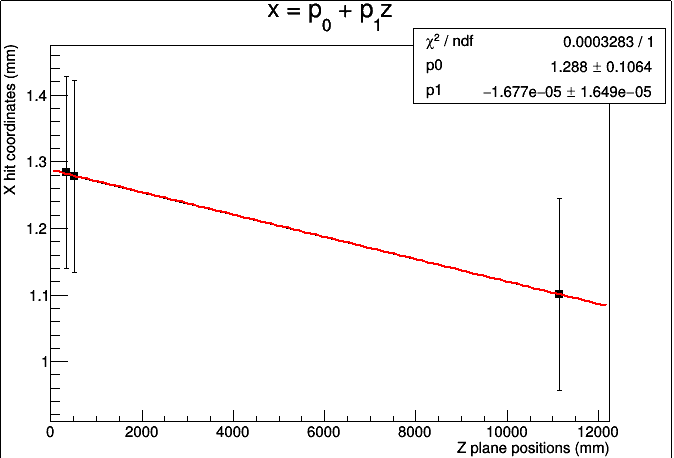 x = p0 + p1z
χ² / ndf 0.0003283 / 1
p0 1.288 ± 0.1064
p1 −1.677e−05 ± 1.649e−05
X hit coordinates (mm)
1.4
1.3
1.2
1.1
1
0 2000 4000 6000 8000 10000 12000
Z plane positions (mm)